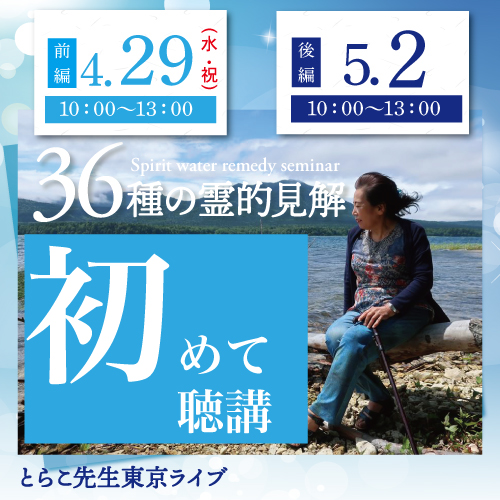 前編
4.29
(水・祝)
10：00～13：00
後編
5.2
10：00～13：00
Spirit water remedy seminar
36種の霊的見解
初めて
聴講
とらこ先生東京ライブ